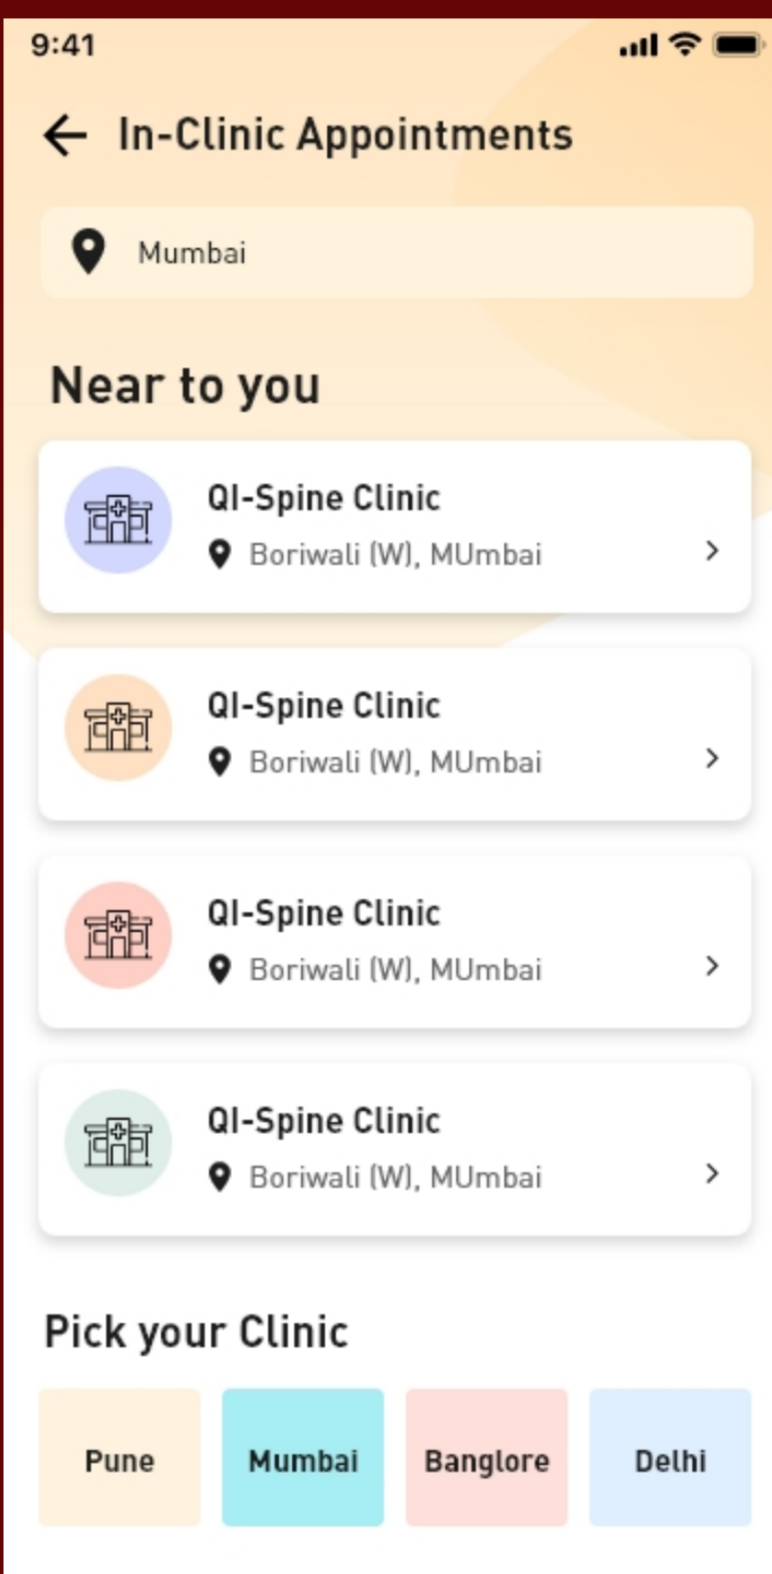 9:41
In-Clinic Appointments
Mumbai
Near to you
QI-Spine Clinic
Boriwali (W), MUmbai
QI-Spine Clinic
Boriwali (W), MUmbai
QI-Spine Clinic
Boriwali (W), MUmbai
QI-Spine Clinic
Boriwali (W), MUmbai
Pick your Clinic
Pune Mumbai Banglore Delhi